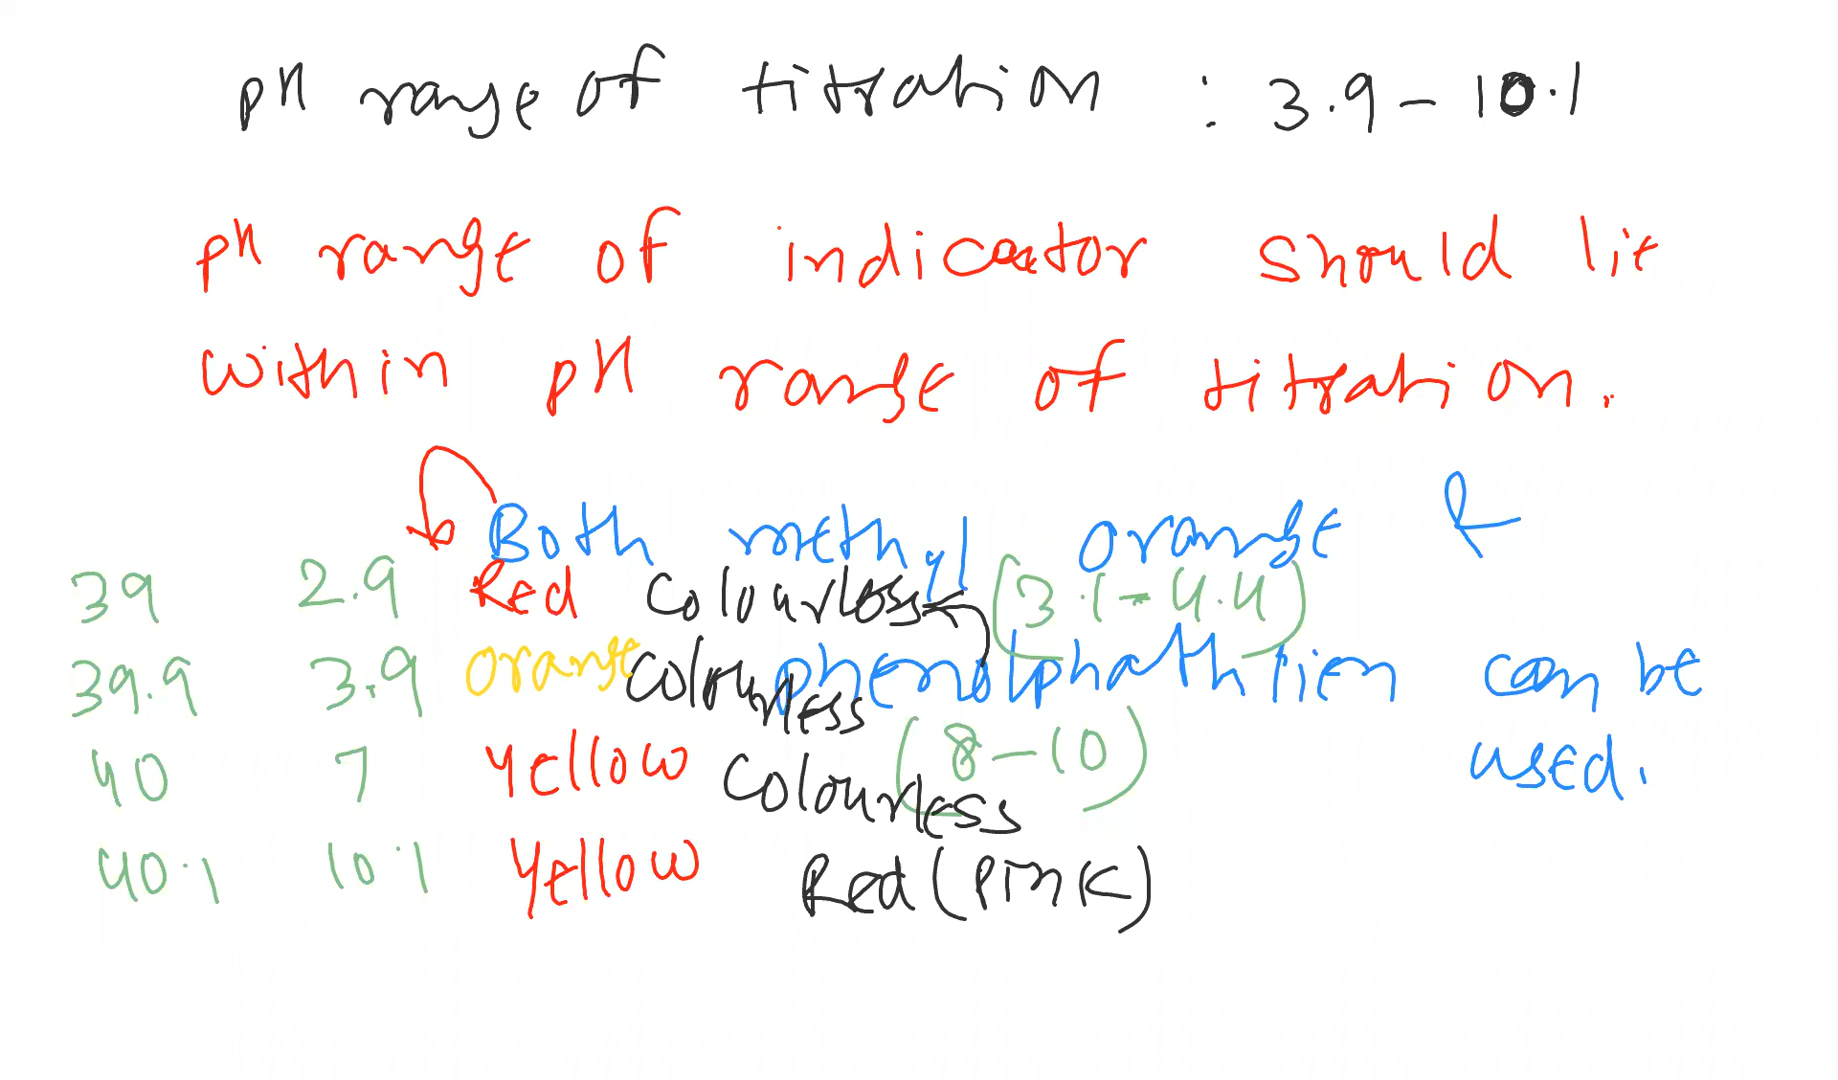 pH range of titration : 3.9 - 10.1
pH range of indicator should lie
within pH range of titration.
Both methyl orange &
39 2.9 Red Colourless (3.1-4.4)
39.9 3.9 orange colourless phenolphathlien can be
40 7 Yellow Colourless (8-10) used.
40.1 10.1 Yellow Red (Pink)